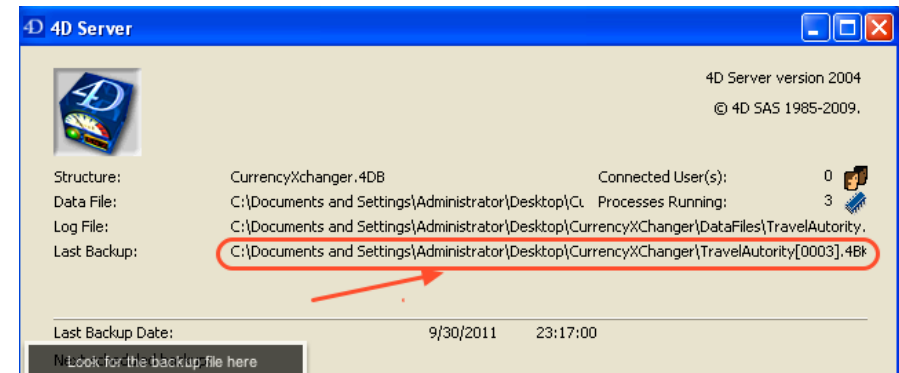 4D Server
4D Server version 2004
© 4D SAS 1985-2009.
4D
Structure: CurrencyXchanger.4DB Connected User(s): 0
Data File: C:\Documents and Settings\Administrator\Desktop\Cu Processes Running: 3
Log File: C:\Documents and Settings\Administrator\Desktop\CurrencyXChanger\DataFiles\TravelAutority.
Last Backup: C:\Documents and Settings\Administrator\Desktop\CurrencyXChanger\TravelAutority[0003].4BK
Last Backup Date: 9/30/2011 23:17:00
Look for the backup file here